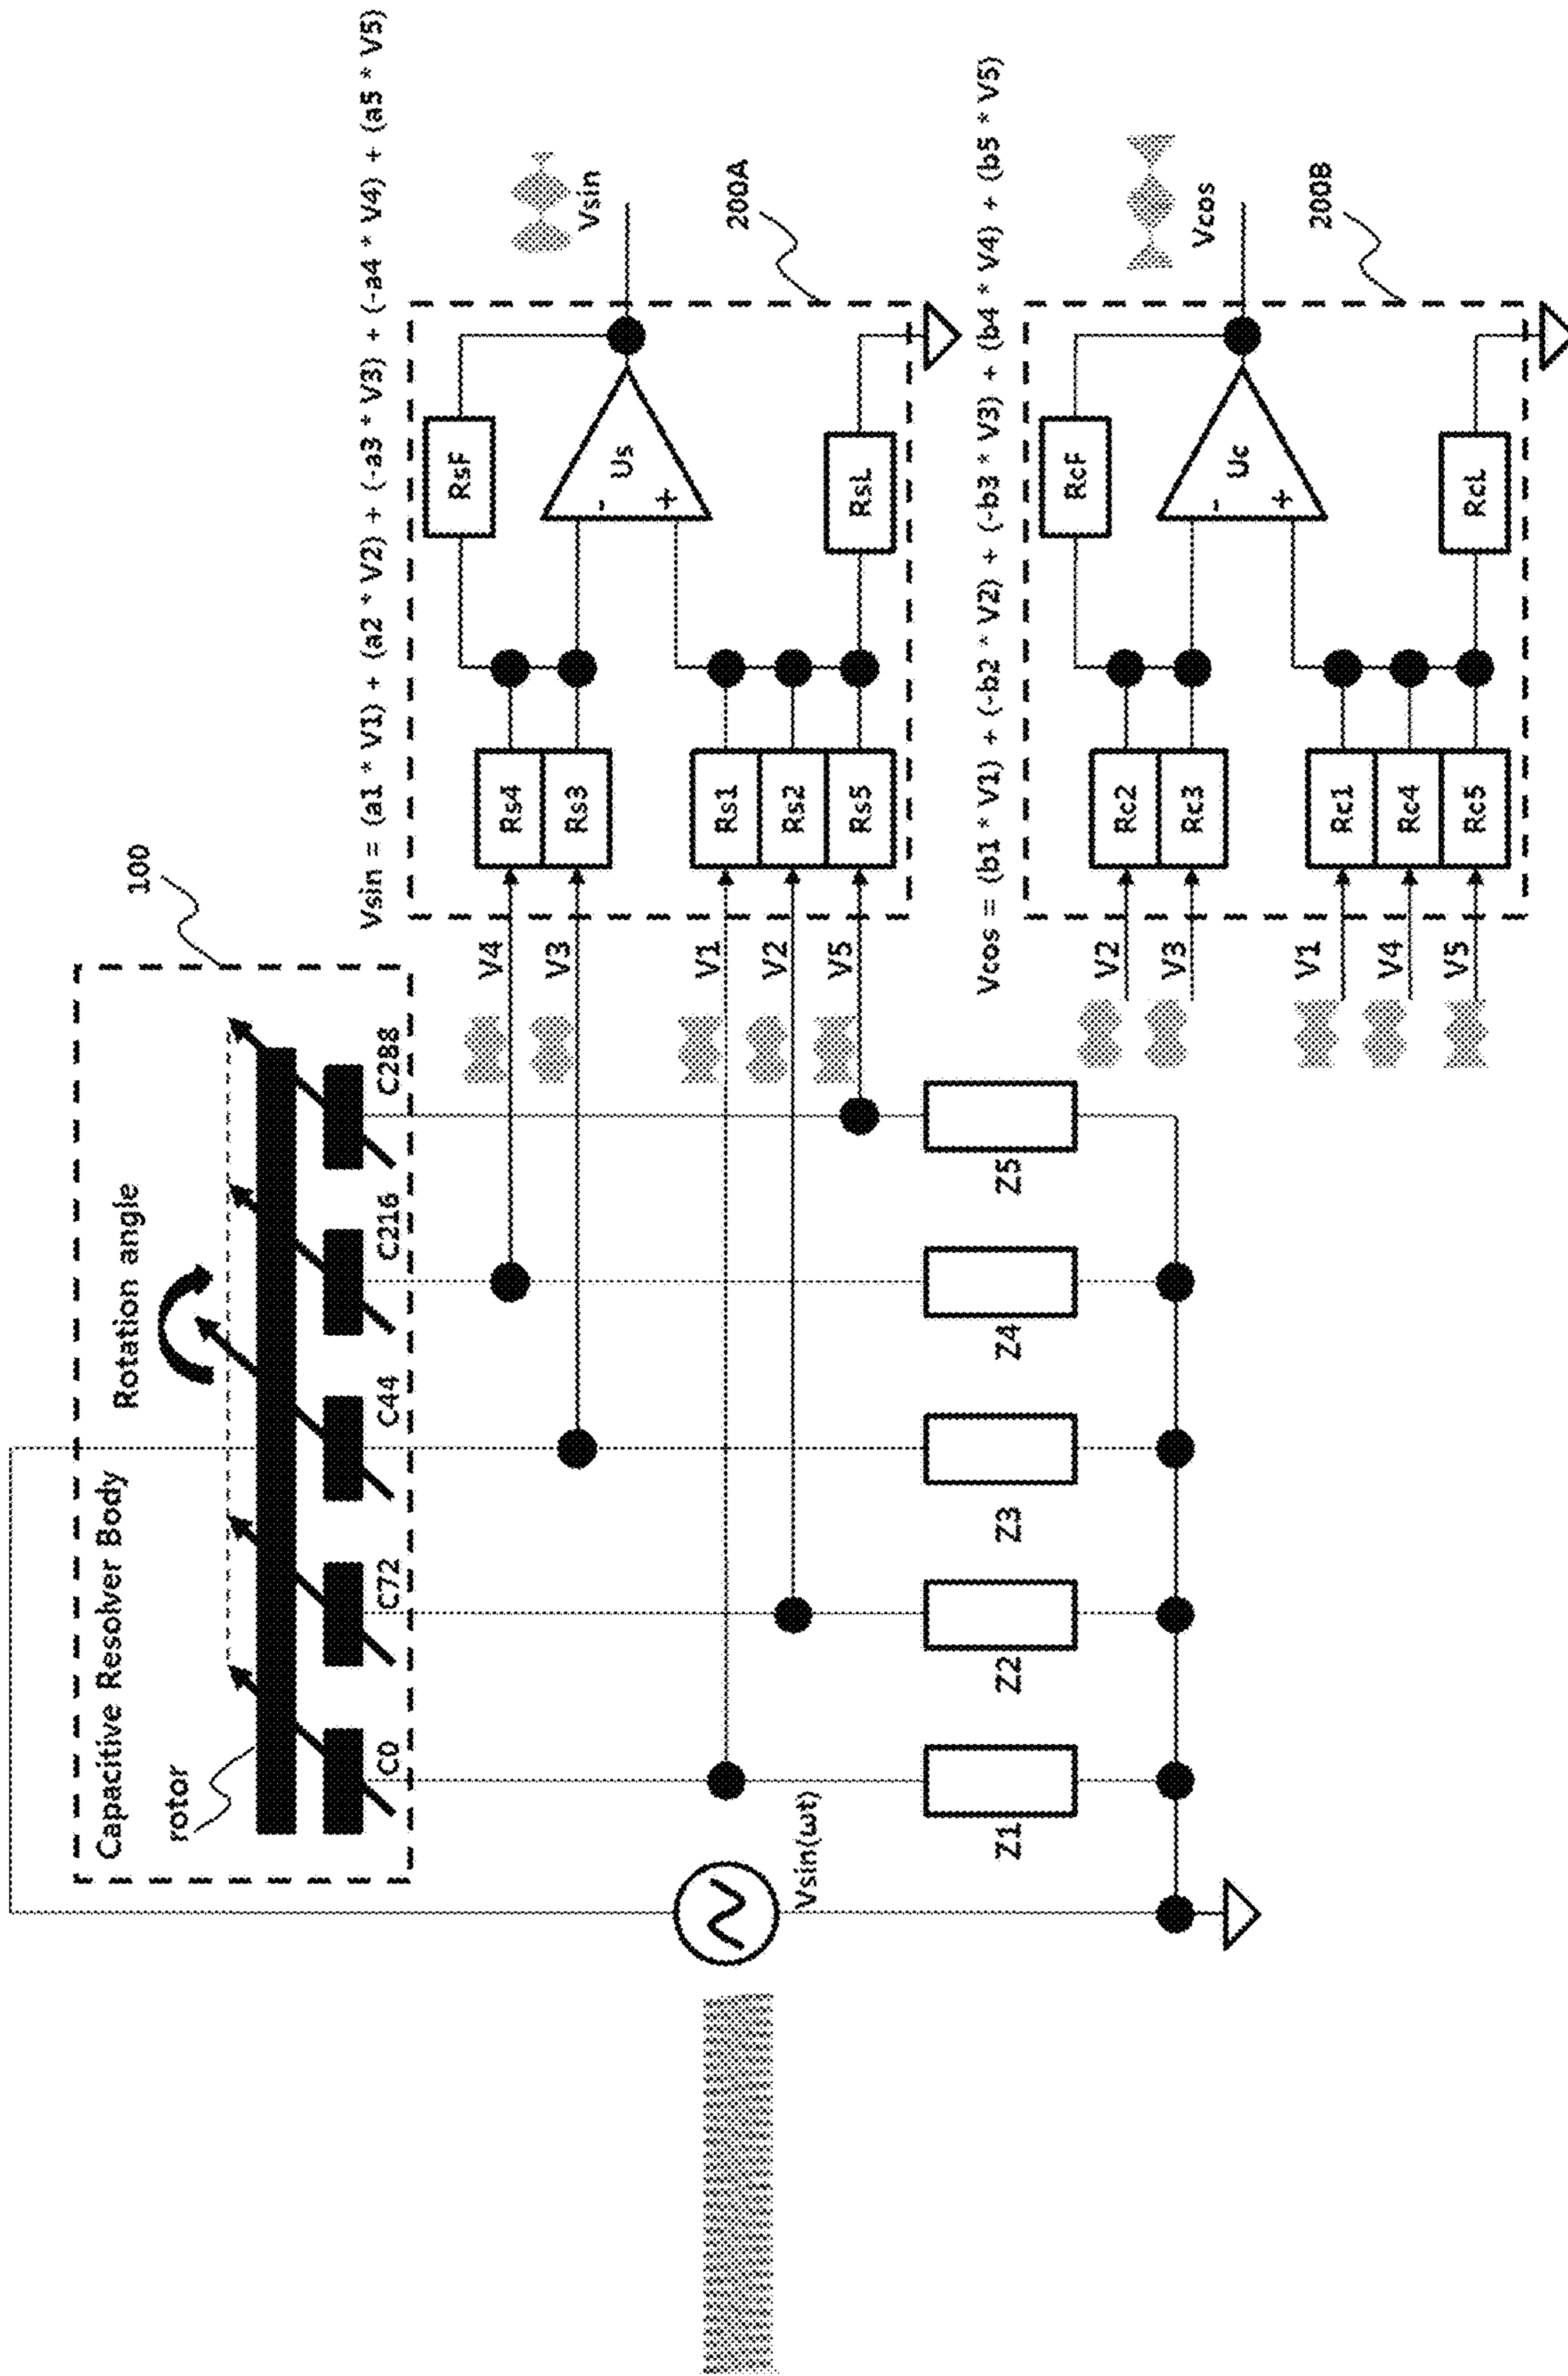 Capacitive Resolver Body
Rotation angle
100
rotor
C0
C72
C44
C216
C288
Vsin(ωt)
Z1
Z2
Z3
Z4
Z5
Vsin = (a1 * V1) + (a2 * V2) + (-a3 * V3) + (-a4 * V4) + (a5 * V5)
V4
V3
V1
V2
V5
Rs4
Rs3
Rs1
Rs2
Rs5
RsF
-
Us
+
RsL
Vsin
200A
Vcos = (b1 * V1) + (-b2 * V2) + (-b3 * V3) + (b4 * V4) + (b5 * V5)
V2
V3
V1
V4
V5
Rc2
Rc3
Rc1
Rc4
Rc5
RcF
-
Uc
+
RcL
Vcos
200B